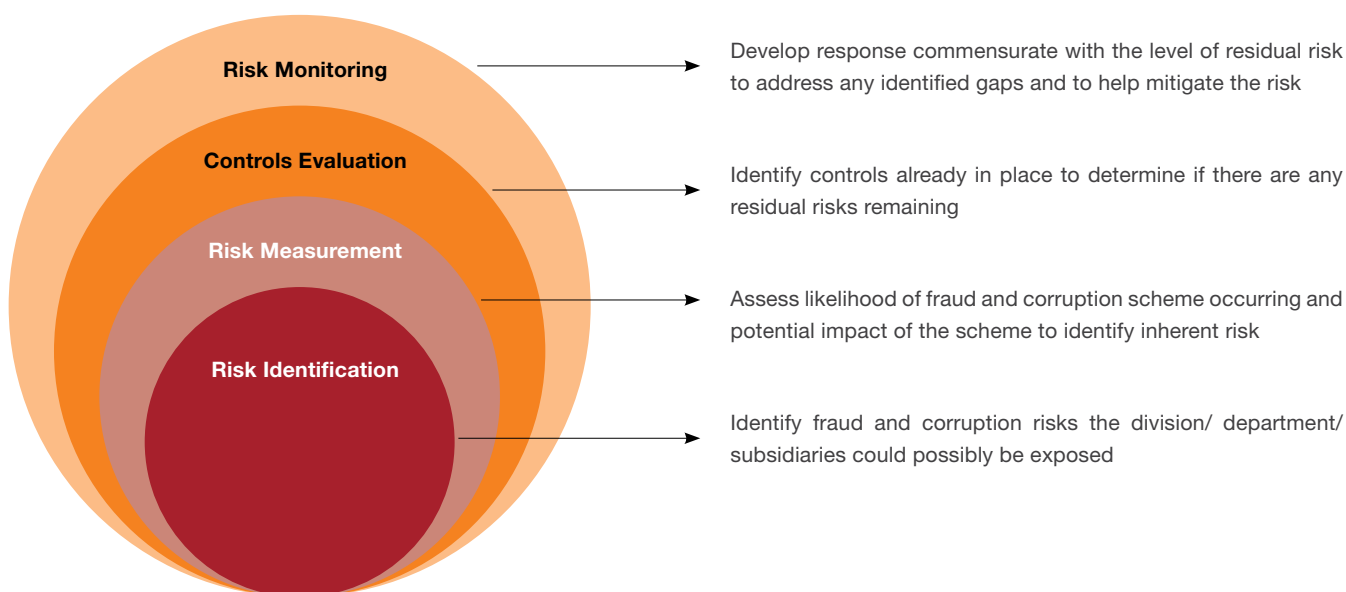 Risk Monitoring
Develop response commensurate with the level of residual risk
to address any identified gaps and to help mitigate the risk
Controls Evaluation
Identify controls already in place to determine if there are any
residual risks remaining
Risk Measurement
Assess likelihood of fraud and corruption scheme occurring and
potential impact of the scheme to identify inherent risk
Risk Identification
Identify fraud and corruption risks the division/ department/
subsidiaries could possibly be exposed